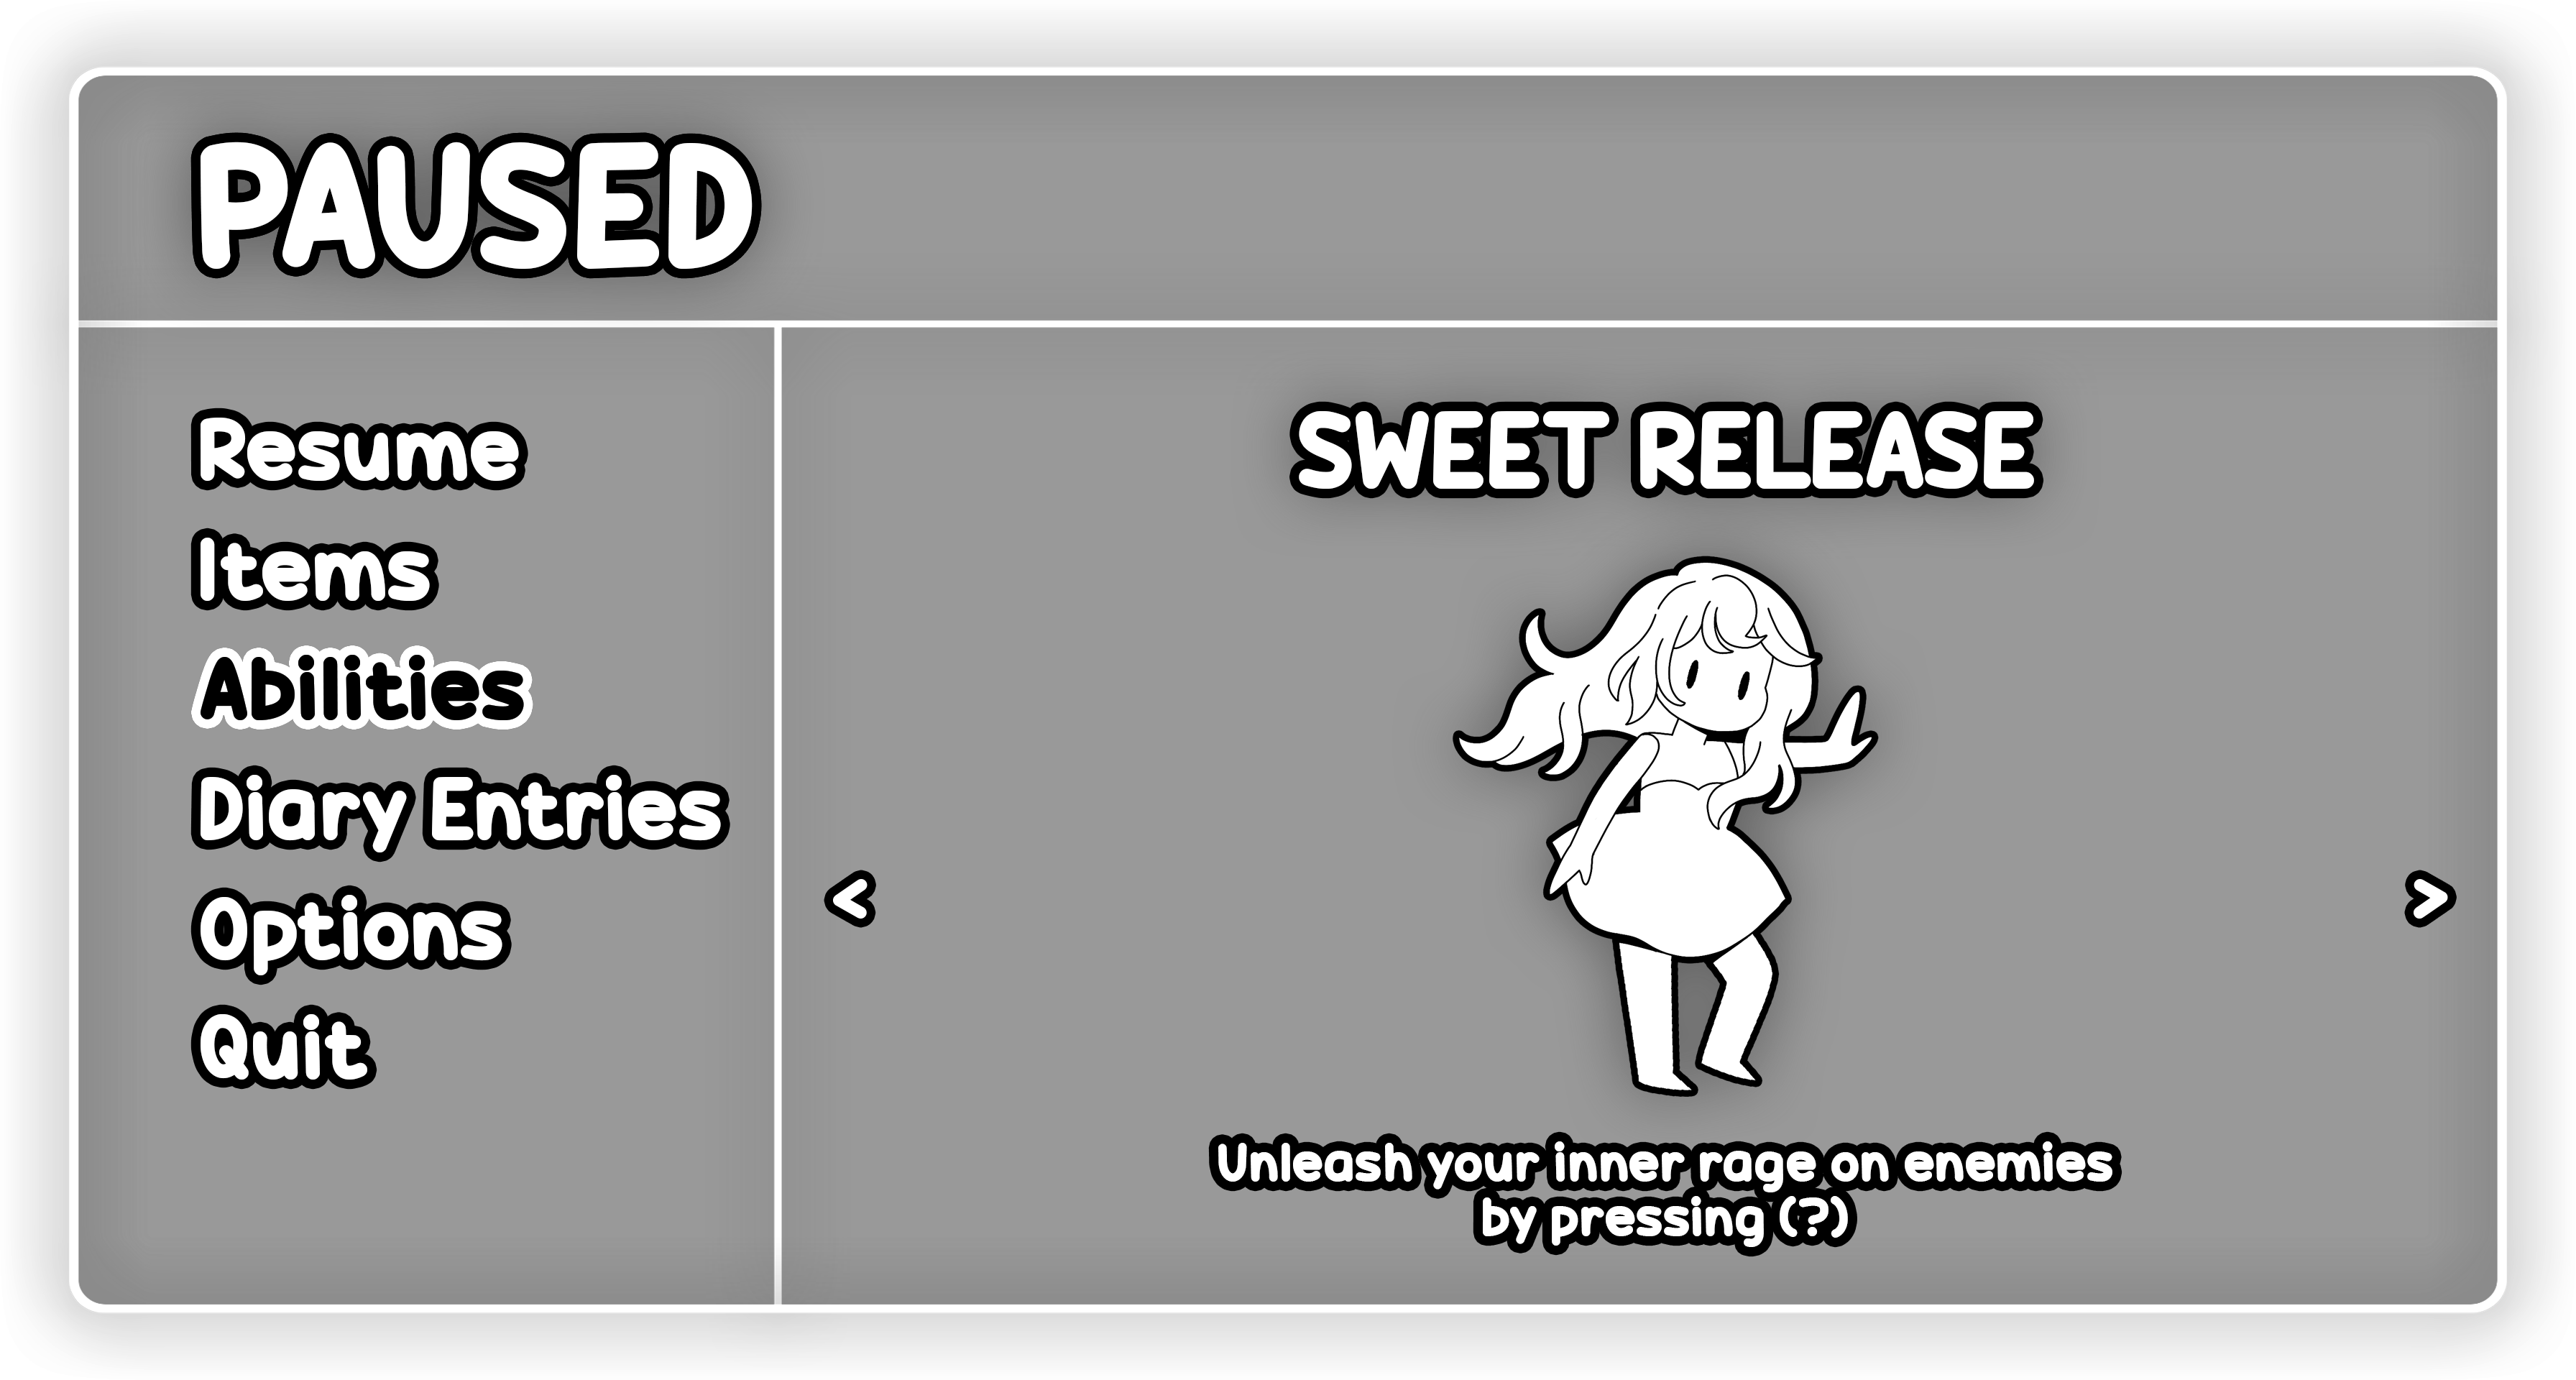 PAUSED
Resume
Items
Abilities
Diary Entries
Options
Quit
SWEET RELEASE
<
>
Unleash your inner rage on enemies
by pressing (?)